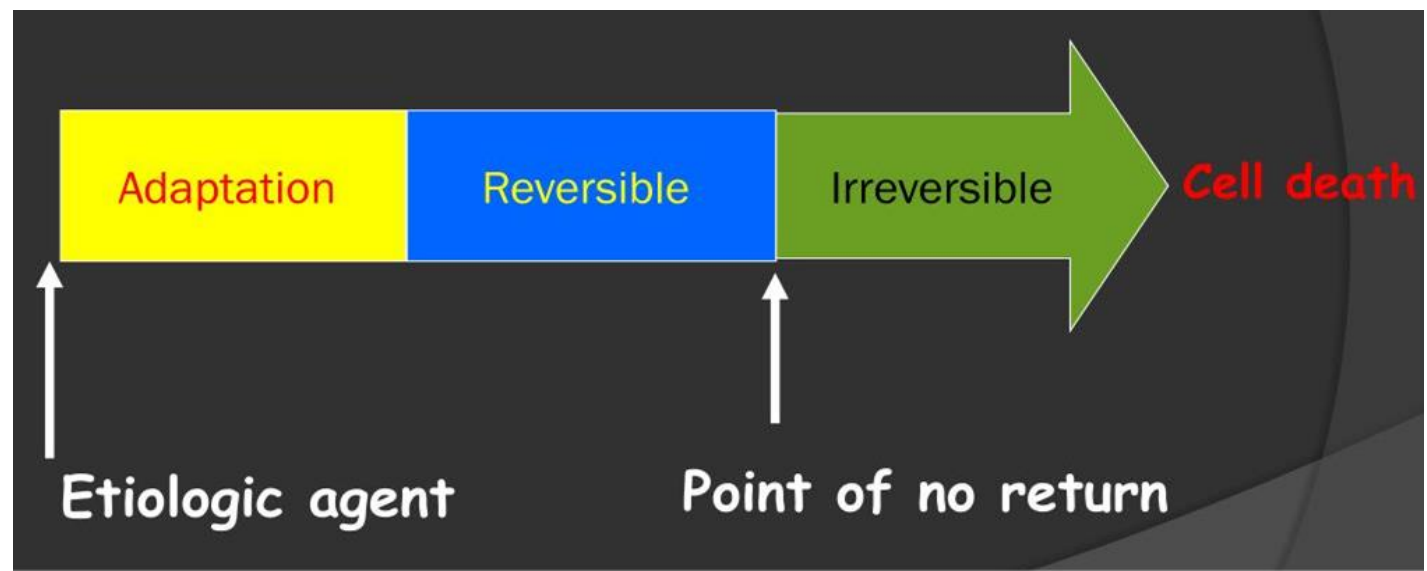 Adaptation
Reversible
Irreversible
Cell death
Etiologic agent
Point of no return